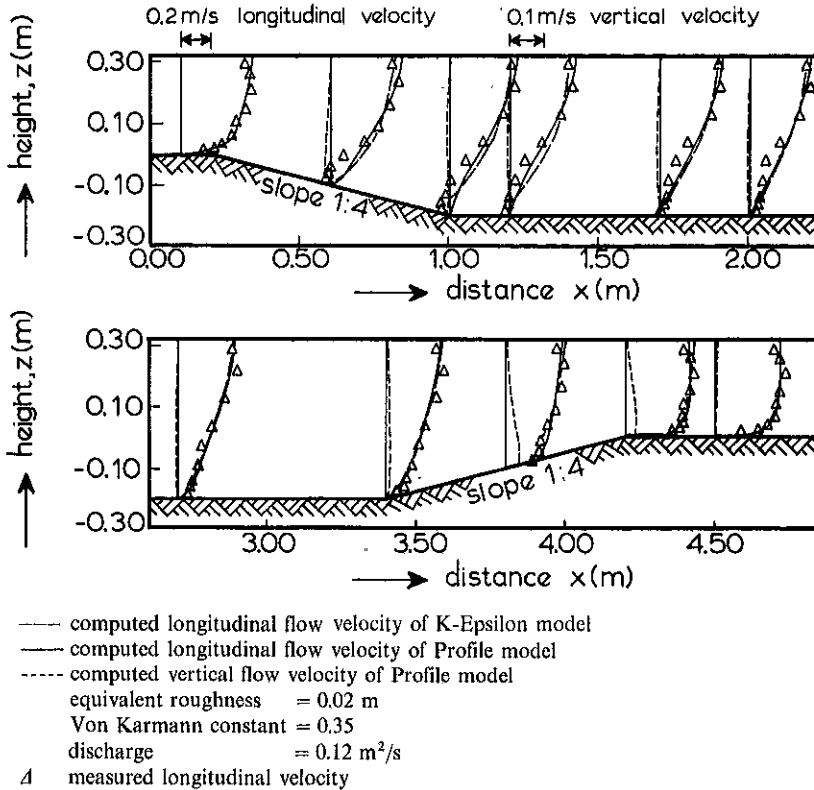 0.2 m/s longitudinal velocity
0.1 m/s vertical velocity
height, z(m)
0.30
0.10
-0.10
-0.30
slope 1:4
0.00 0.50 1.00 1.50 2.00
distance x(m)
height, z(m)
0.30
0.10
-0.10
-0.30
slope 1:4
3.00 3.50 4.00 4.50
distance x(m)
computed longitudinal flow velocity of K-Epsilon model
computed longitudinal flow velocity of Profile model
computed vertical flow velocity of Profile model
equivalent roughness = 0.02 m
Von Karmann constant = 0.35
discharge = 0.12 m²/s
Δ measured longitudinal velocity